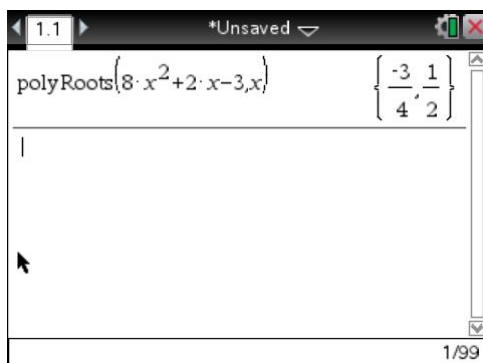 1.1 *Unsaved
polyRoots(8·x²+2·x−3,x) {-3/4, 1/2}
1/99